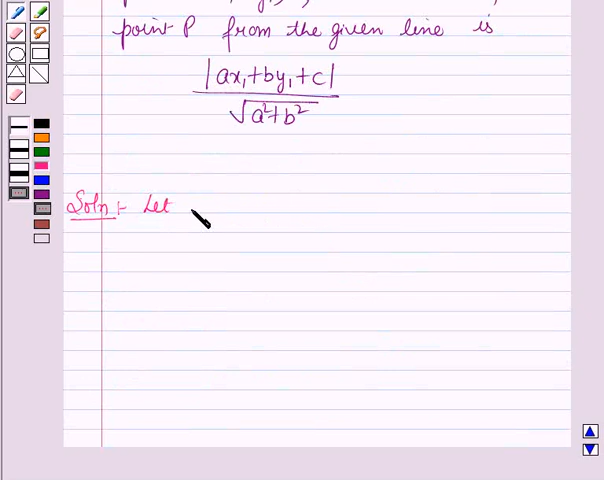 point P from the given line is
|ax₁+by₁+c|
√a²+b²
Soln:- Let